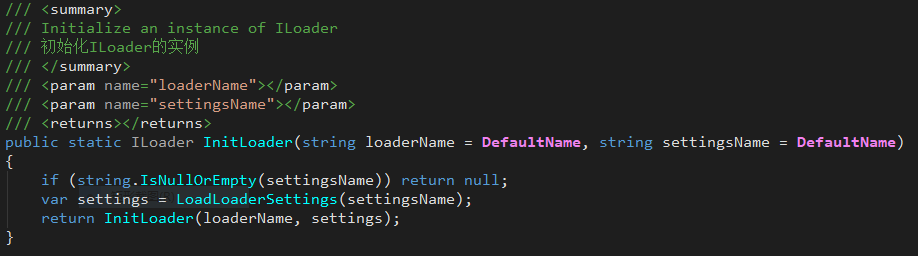 /// <summary>
/// Initialize an instance of ILoader
/// 初始化ILoader的实例
/// </summary>
/// <param name="loaderName"></param>
/// <param name="settingsName"></param>
/// <returns></returns>
public static ILoader InitLoader(string loaderName = DefaultName, string settingsName = DefaultName)
{
    if (string.IsNullOrEmpty(settingsName)) return null;
    var settings = LoadLoaderSettings(settingsName);
    return InitLoader(loaderName, settings);
}